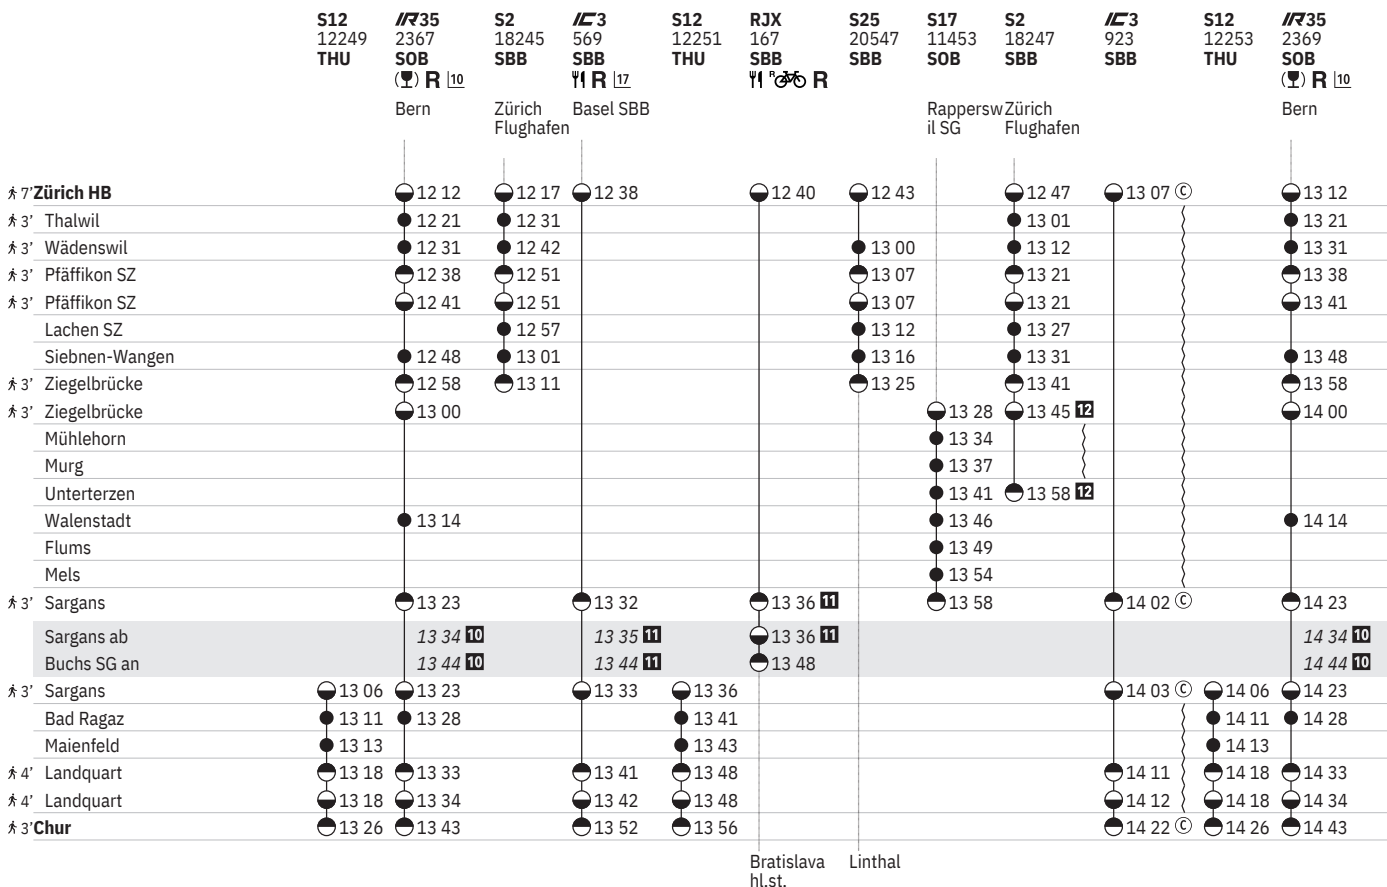 S12 IR35 S2 IC3 S12 RJX S25 S17 S2 IC3 S12 IR35
12249 2367 18245 569 12251 167 20547 11453 18247 923 12253 2369
THU SOB SBB SBB THU SBB SBB SOB SBB SBB THU SOB
R 10 R 17 R R R 10
Bern Zürich Basel SBB Rappersw Zürich Bern
Flughafen il SG Flughafen
7’ Zürich HB 12 12 12 17 12 38 12 40 12 43 12 47 13 07 C 13 12
3’ Thalwil 12 21 12 31 13 01 13 21
3’ Wädenswil 12 31 12 42 13 00 13 12 13 31
3’ Pfäffikon SZ 12 38 12 51 13 07 13 21 13 38
3’ Pfäffikon SZ 12 41 12 51 13 07 13 21 13 41
Lachen SZ 12 57 13 12 13 27
Siebnen-Wangen 12 48 13 01 13 16 13 31 13 48
3’ Ziegelbrücke 12 58 13 11 13 25 13 41 13 58
3’ Ziegelbrücke 13 00 13 28 13 45 12 14 00
Mühlehorn 13 34
Murg 13 37
Unterterzen 13 41 13 58 12
Walenstadt 13 14 13 46 14 14
Flums 13 49
Mels 13 54
3’ Sargans 13 23 13 32 13 36 11 13 58 14 02 C 14 23
Sargans ab 13 34 10 13 35 11 13 36 11 14 34 10
Buchs SG an 13 44 10 13 44 11 13 48 14 44 10
3’ Sargans 13 06 13 23 13 33 13 36 14 03 C 14 06 14 23
Bad Ragaz 13 11 13 28 13 41 14 11 14 28
Maienfeld 13 13 13 43 14 13
4’ Landquart 13 18 13 33 13 41 13 48 14 11 14 18 14 33
4’ Landquart 13 18 13 34 13 42 13 48 14 12 14 18 14 34
3’ Chur 13 26 13 43 13 52 13 56 14 22 C 14 26 14 43
Bratislava Linthal
hl.st.